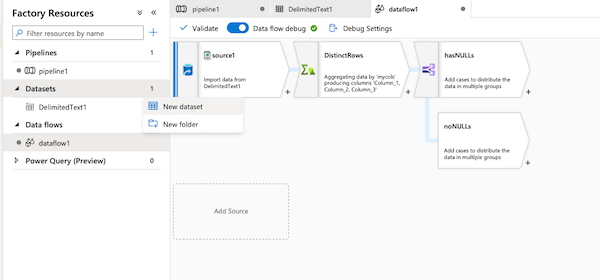 Factory Resources
Filter resources by name
Pipelines 1
pipeline1
Datasets 1
DelimitedText1
Data flows
dataflow1
Power Query (Preview) 0
New dataset
New folder
pipeline1
DelimitedText1
dataflow1
Validate
Data flow debug
Debug Settings
source1
Import data from
DelimitedText1
DistinctRows
Aggregating data by 'mycols'
producing columns 'Column_1,
Column_2, Column_3'
hasNULLs
Add cases to distribute the
data in multiple groups
noNULLs
Add cases to distribute the
data in multiple groups
Add Source